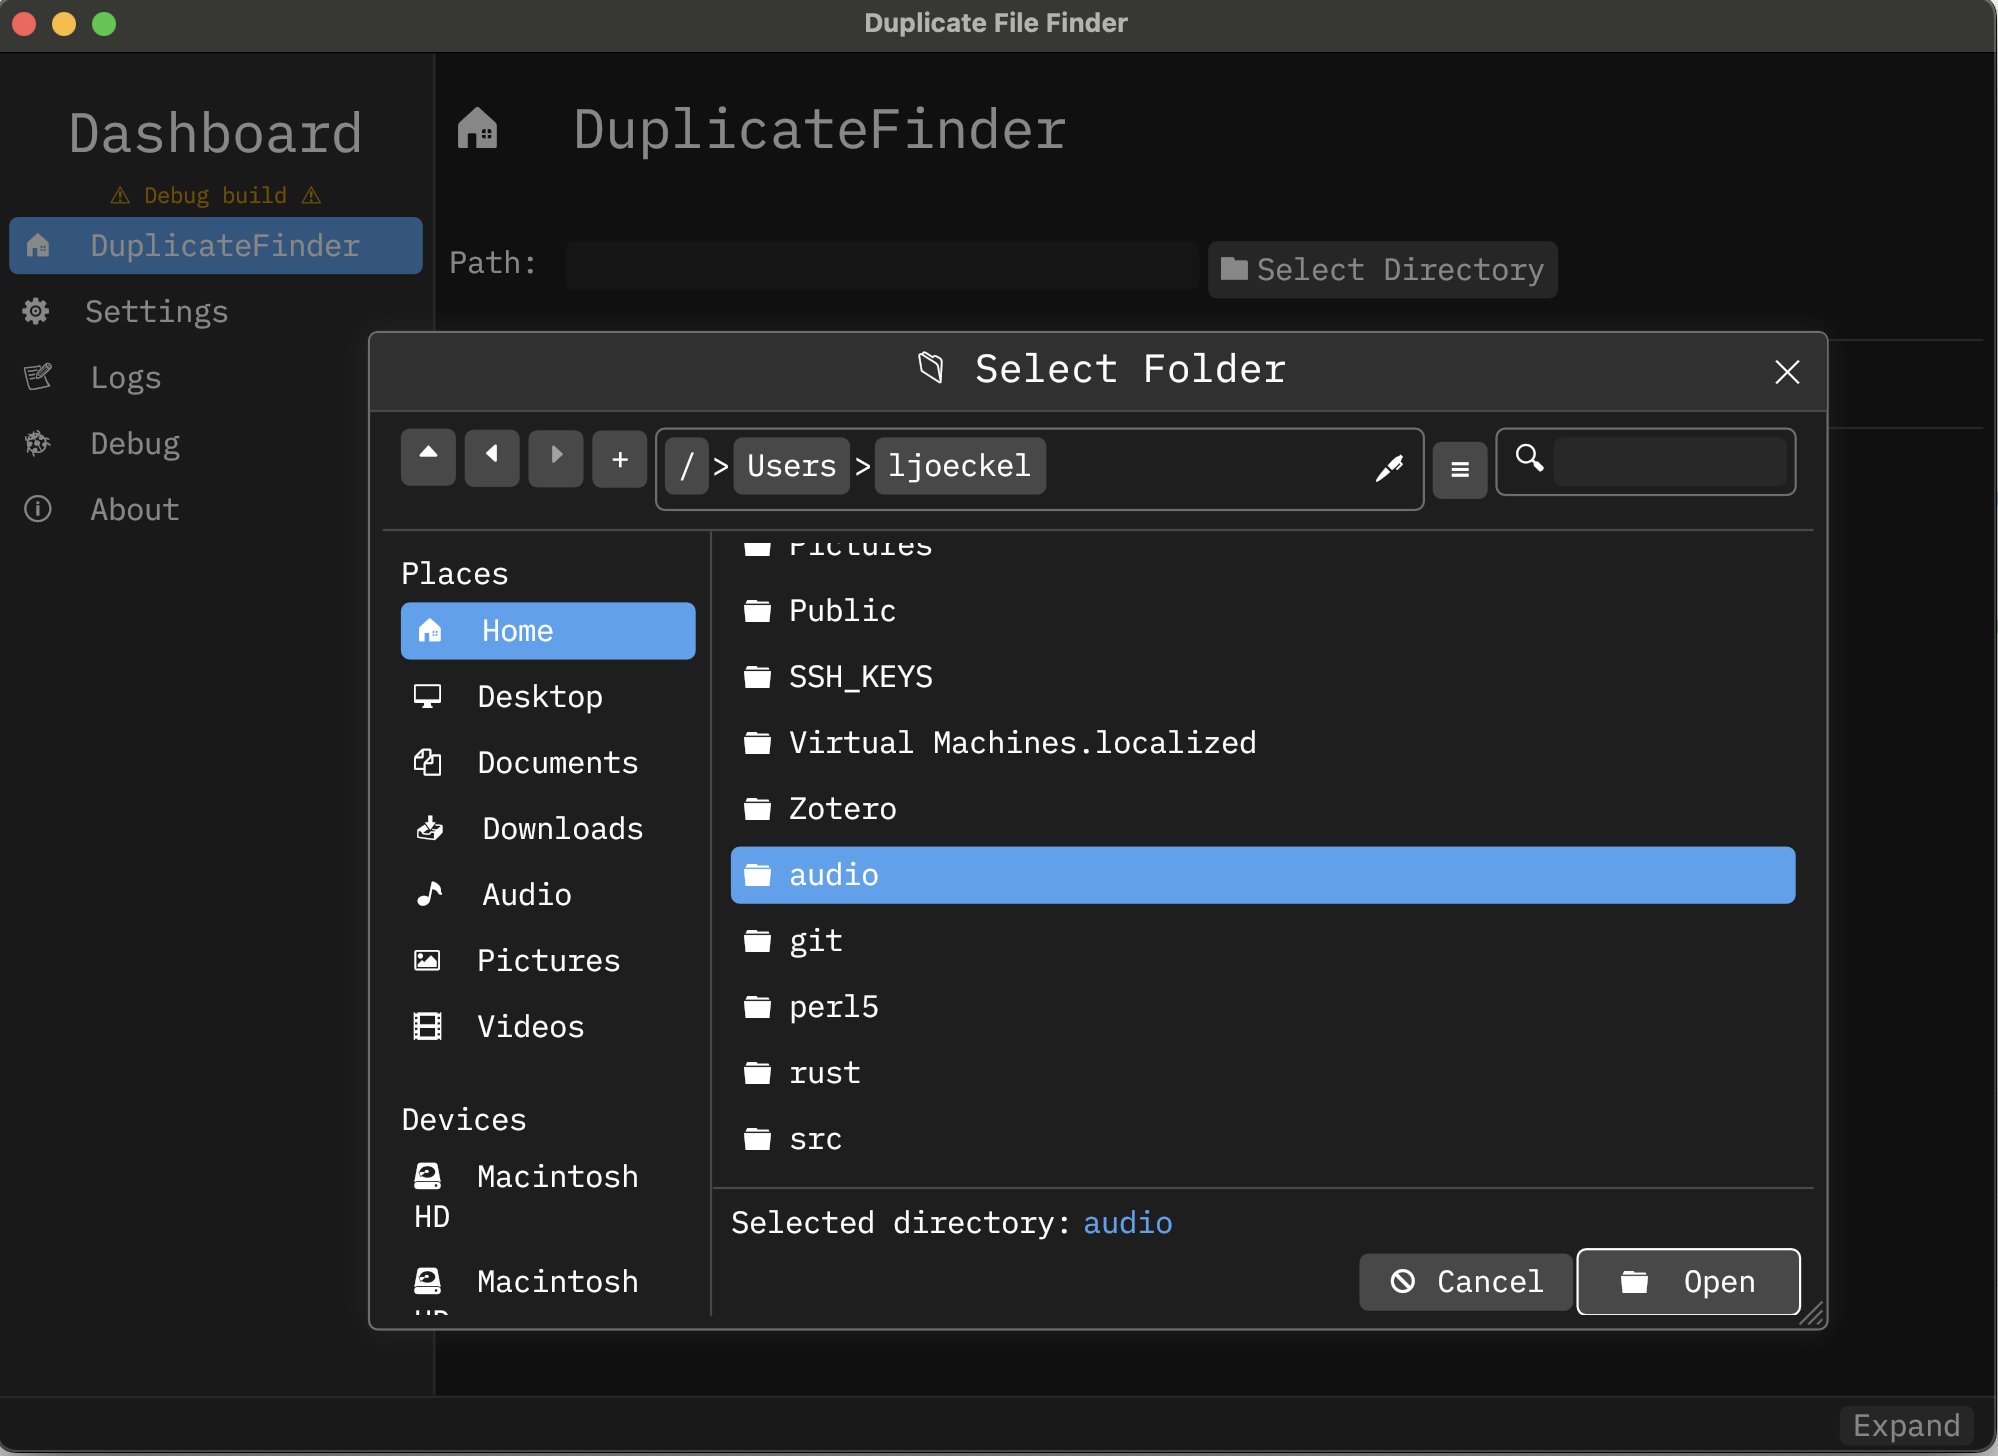 Duplicate File Finder
Dashboard
⚠ Debug build ⚠
DuplicateFinder
Settings
Logs
Debug
About
DuplicateFinder
Path:
Select Directory
Select Folder
+ / > Users > ljoeckel
Places
Home
Desktop
Documents
Downloads
Audio
Pictures
Videos
Devices
Macintosh
HD
Macintosh
HD
Pictures
Public
SSH_KEYS
Virtual Machines.localized
Zotero
audio
git
perl5
rust
src
Selected directory: audio
Cancel
Open
Expand